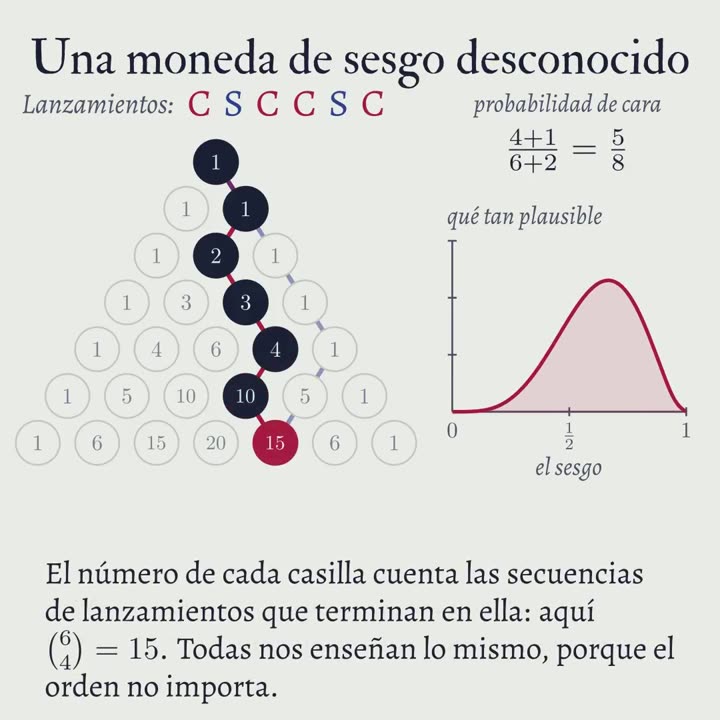 Una moneda de sesgo desconocido
Lanzamientos: C S C C S C
probabilidad de cara
(4+1)/(6+2) = 5/8
1
1 1
1 2 1
1 3 3 1
1 4 6 4 1
1 5 10 10 5 1
1 6 15 20 15 6 1
qué tan plausible
0 1/2 1
el sesgo
El número de cada casilla cuenta las secuencias
de lanzamientos que terminan en ella: aquí
(6 4) = 15. Todas nos enseñan lo mismo, porque el
orden no importa.